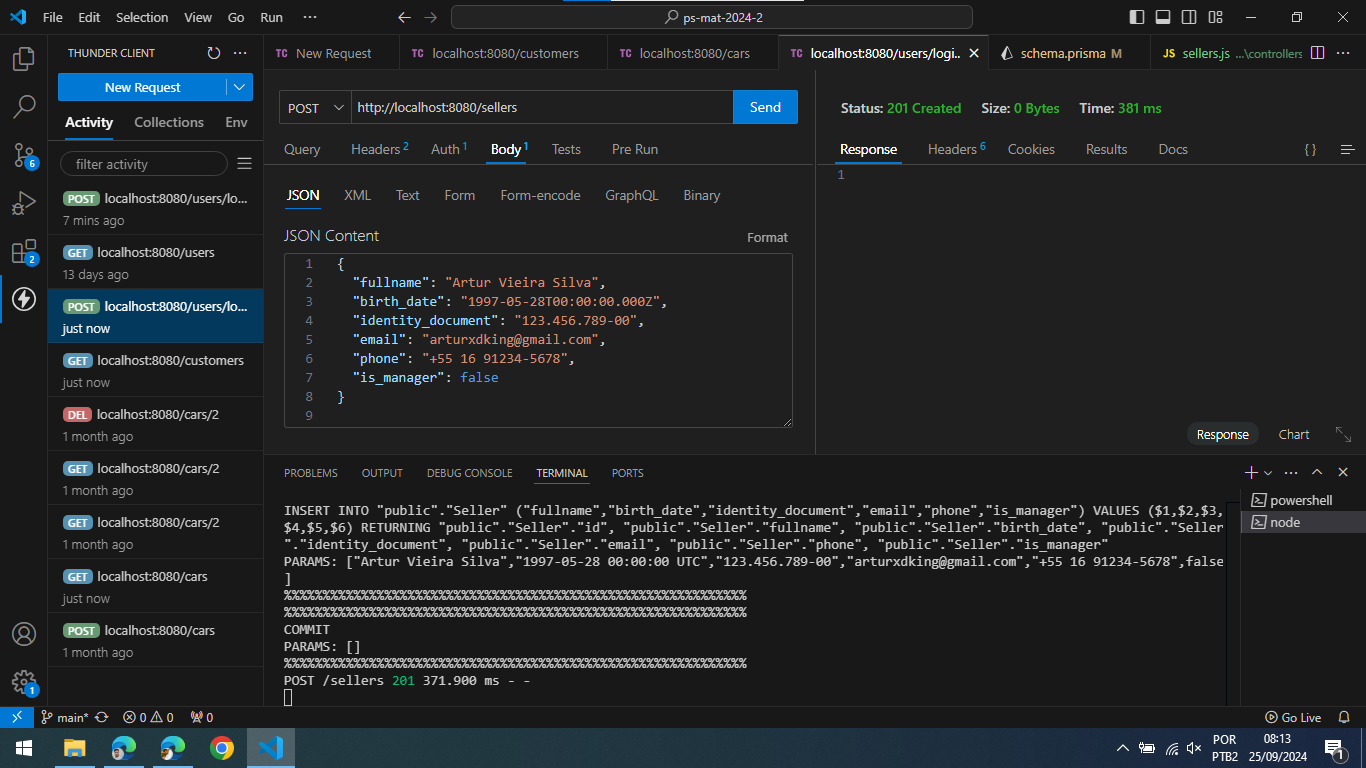 File Edit Selection View Go Run ··· ps-mat-2024-2
THUNDER CLIENT ···
New Request
Activity Collections Env
filter activity
POST localhost:8080/users/lo...
7 mins ago
GET localhost:8080/users
13 days ago
POST localhost:8080/users/lo...
just now
GET localhost:8080/customers
just now
DEL localhost:8080/cars/2
1 month ago
GET localhost:8080/cars/2
1 month ago
GET localhost:8080/cars/2
1 month ago
GET localhost:8080/cars
just now
POST localhost:8080/cars
1 month ago
6
2
1
TC New Request TC localhost:8080/customers TC localhost:8080/cars TC localhost:8080/users/logi.. schema.prisma M JS sellers.js ...\controllers ···
POST http://localhost:8080/sellers Send
Query Headers 2 Auth 1 Body 1 Tests Pre Run
JSON XML Text Form Form-encode GraphQL Binary
JSON Content Format
1 {
2 "fullname": "Artur Vieira Silva",
3 "birth_date": "1997-05-28T00:00:00.000Z",
4 "identity_document": "123.456.789-00",
5 "email": "arturxdking@gmail.com",
6 "phone": "+55 16 91234-5678",
7 "is_manager": false
8 }
9
Status: 201 Created Size: 0 Bytes Time: 381 ms
Response Headers 6 Cookies Results Docs { }
1
Response Chart
PROBLEMS OUTPUT DEBUG CONSOLE TERMINAL PORTS ···
INSERT INTO "public"."Seller" ("fullname","birth_date","identity_document","email","phone","is_manager") VALUES ($1,$2,$3,
$4,$5,$6) RETURNING "public"."Seller"."id", "public"."Seller"."fullname", "public"."Seller"."birth_date", "public"."Seller
"."identity_document", "public"."Seller"."email", "public"."Seller"."phone", "public"."Seller"."is_manager"
PARAMS: ["Artur Vieira Silva","1997-05-28 00:00:00 UTC","123.456.789-00","arturxdking@gmail.com","+55 16 91234-5678",false
]
%%%%%%%%%%%%%%%%%%%%%%%%%%%%%%%%%%%%%%%%%%%%%%%%%%%%%%%%%%%%
%%%%%%%%%%%%%%%%%%%%%%%%%%%%%%%%%%%%%%%%%%%%%%%%%%%%%%%%%%%%
COMMIT
PARAMS: []
%%%%%%%%%%%%%%%%%%%%%%%%%%%%%%%%%%%%%%%%%%%%%%%%%%%%%%%%%%%%
POST /sellers 201 371.900 ms - -
powershell
node
main* 0 0 0 Go Live
POR 08:13
PTB2 25/09/2024 1